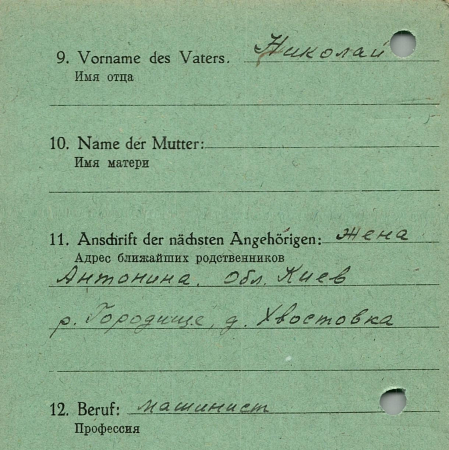 9. Vorname des Vaters. Николай
Имя отца
10. Name der Mutter:
Имя матери
11. Anschrift der nächsten Angehörigen: жена
Адрес ближайших родственников
Антонина. Обл. Киев
р. Городище, д. Хвостовка
12. Beruf: машинист
Профессия